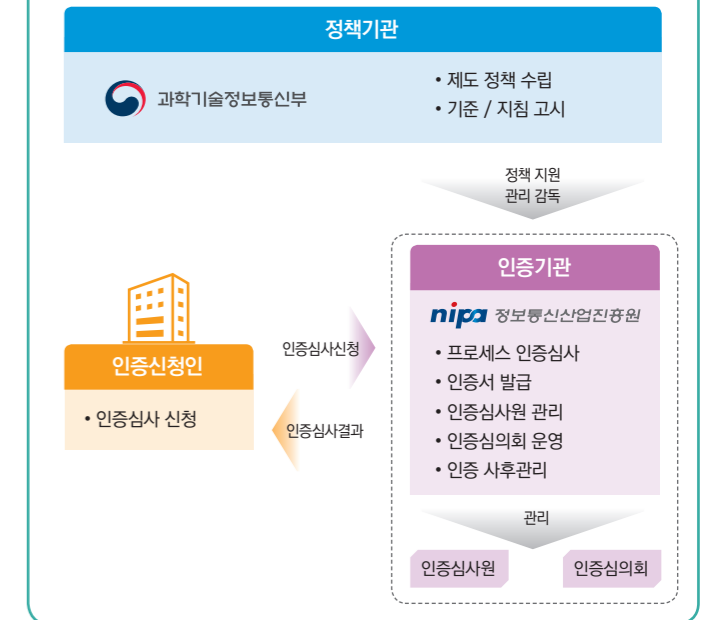 정책기관
과학기술정보통신부
• 제도 정책 수립
• 기준 / 지침 고시
정책 지원
관리 감독
인증기관
nipa 정보통신산업진흥원
• 프로세스 인증심사
• 인증서 발급
• 인증심사원 관리
• 인증심의회 운영
• 인증 사후관리
인증신청인
• 인증심사 신청
인증심사신청
인증심사결과
관리
인증심사원
인증심의회